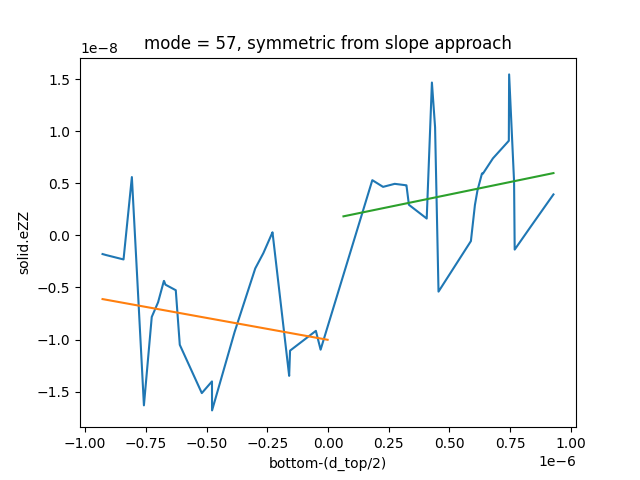 mode = 57, symmetric from slope approach
1e−8
1.5
1.0
0.5
0.0
−0.5
−1.0
−1.5
solid.eZZ
−1.00 −0.75 −0.50 −0.25 0.00 0.25 0.50 0.75 1.00
1e−6
bottom-(d_top/2)